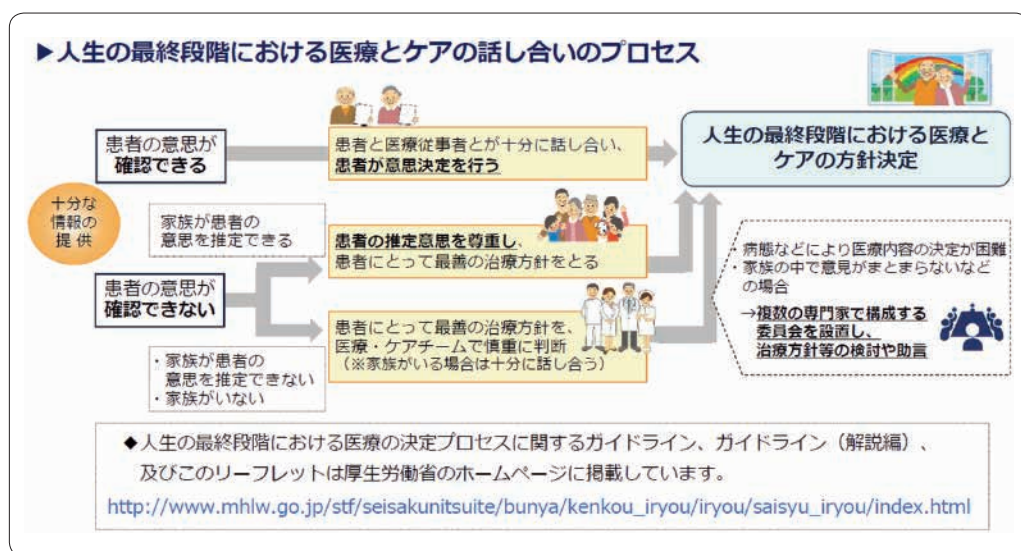 ▶人生の最終段階における医療とケアの話し合いのプロセス
患者の意思が
確認できる
患者と医療従事者とが十分に話し合い、
患者が意思決定を行う
人生の最終段階における医療と
ケアの方針決定
十分な
情報の
提供
家族が患者の
意思を推定できる
患者の推定意思を尊重し、
患者にとって最善の治療方針をとる
患者の意思が
確認できない
患者にとって最善の治療方針を、
医療・ケアチームで慎重に判断
（※家族がいる場合は十分に話し合う）
・家族が患者の
意思を推定できない
・家族がいない
・病態などにより医療内容の決定が困難
・家族の中で意見がまとまらないなど
の場合
→複数の専門家で構成する
委員会を設置し、
治療方針等の検討や助言
◆人生の最終段階における医療の決定プロセスに関するガイドライン、ガイドライン（解説編）、
及びこのリーフレットは厚生労働省のホームページに掲載しています。
http://www.mhlw.go.jp/stf/seisakunitsuite/bunya/kenkou_iryou/iryou/saisyu_iryou/index.html